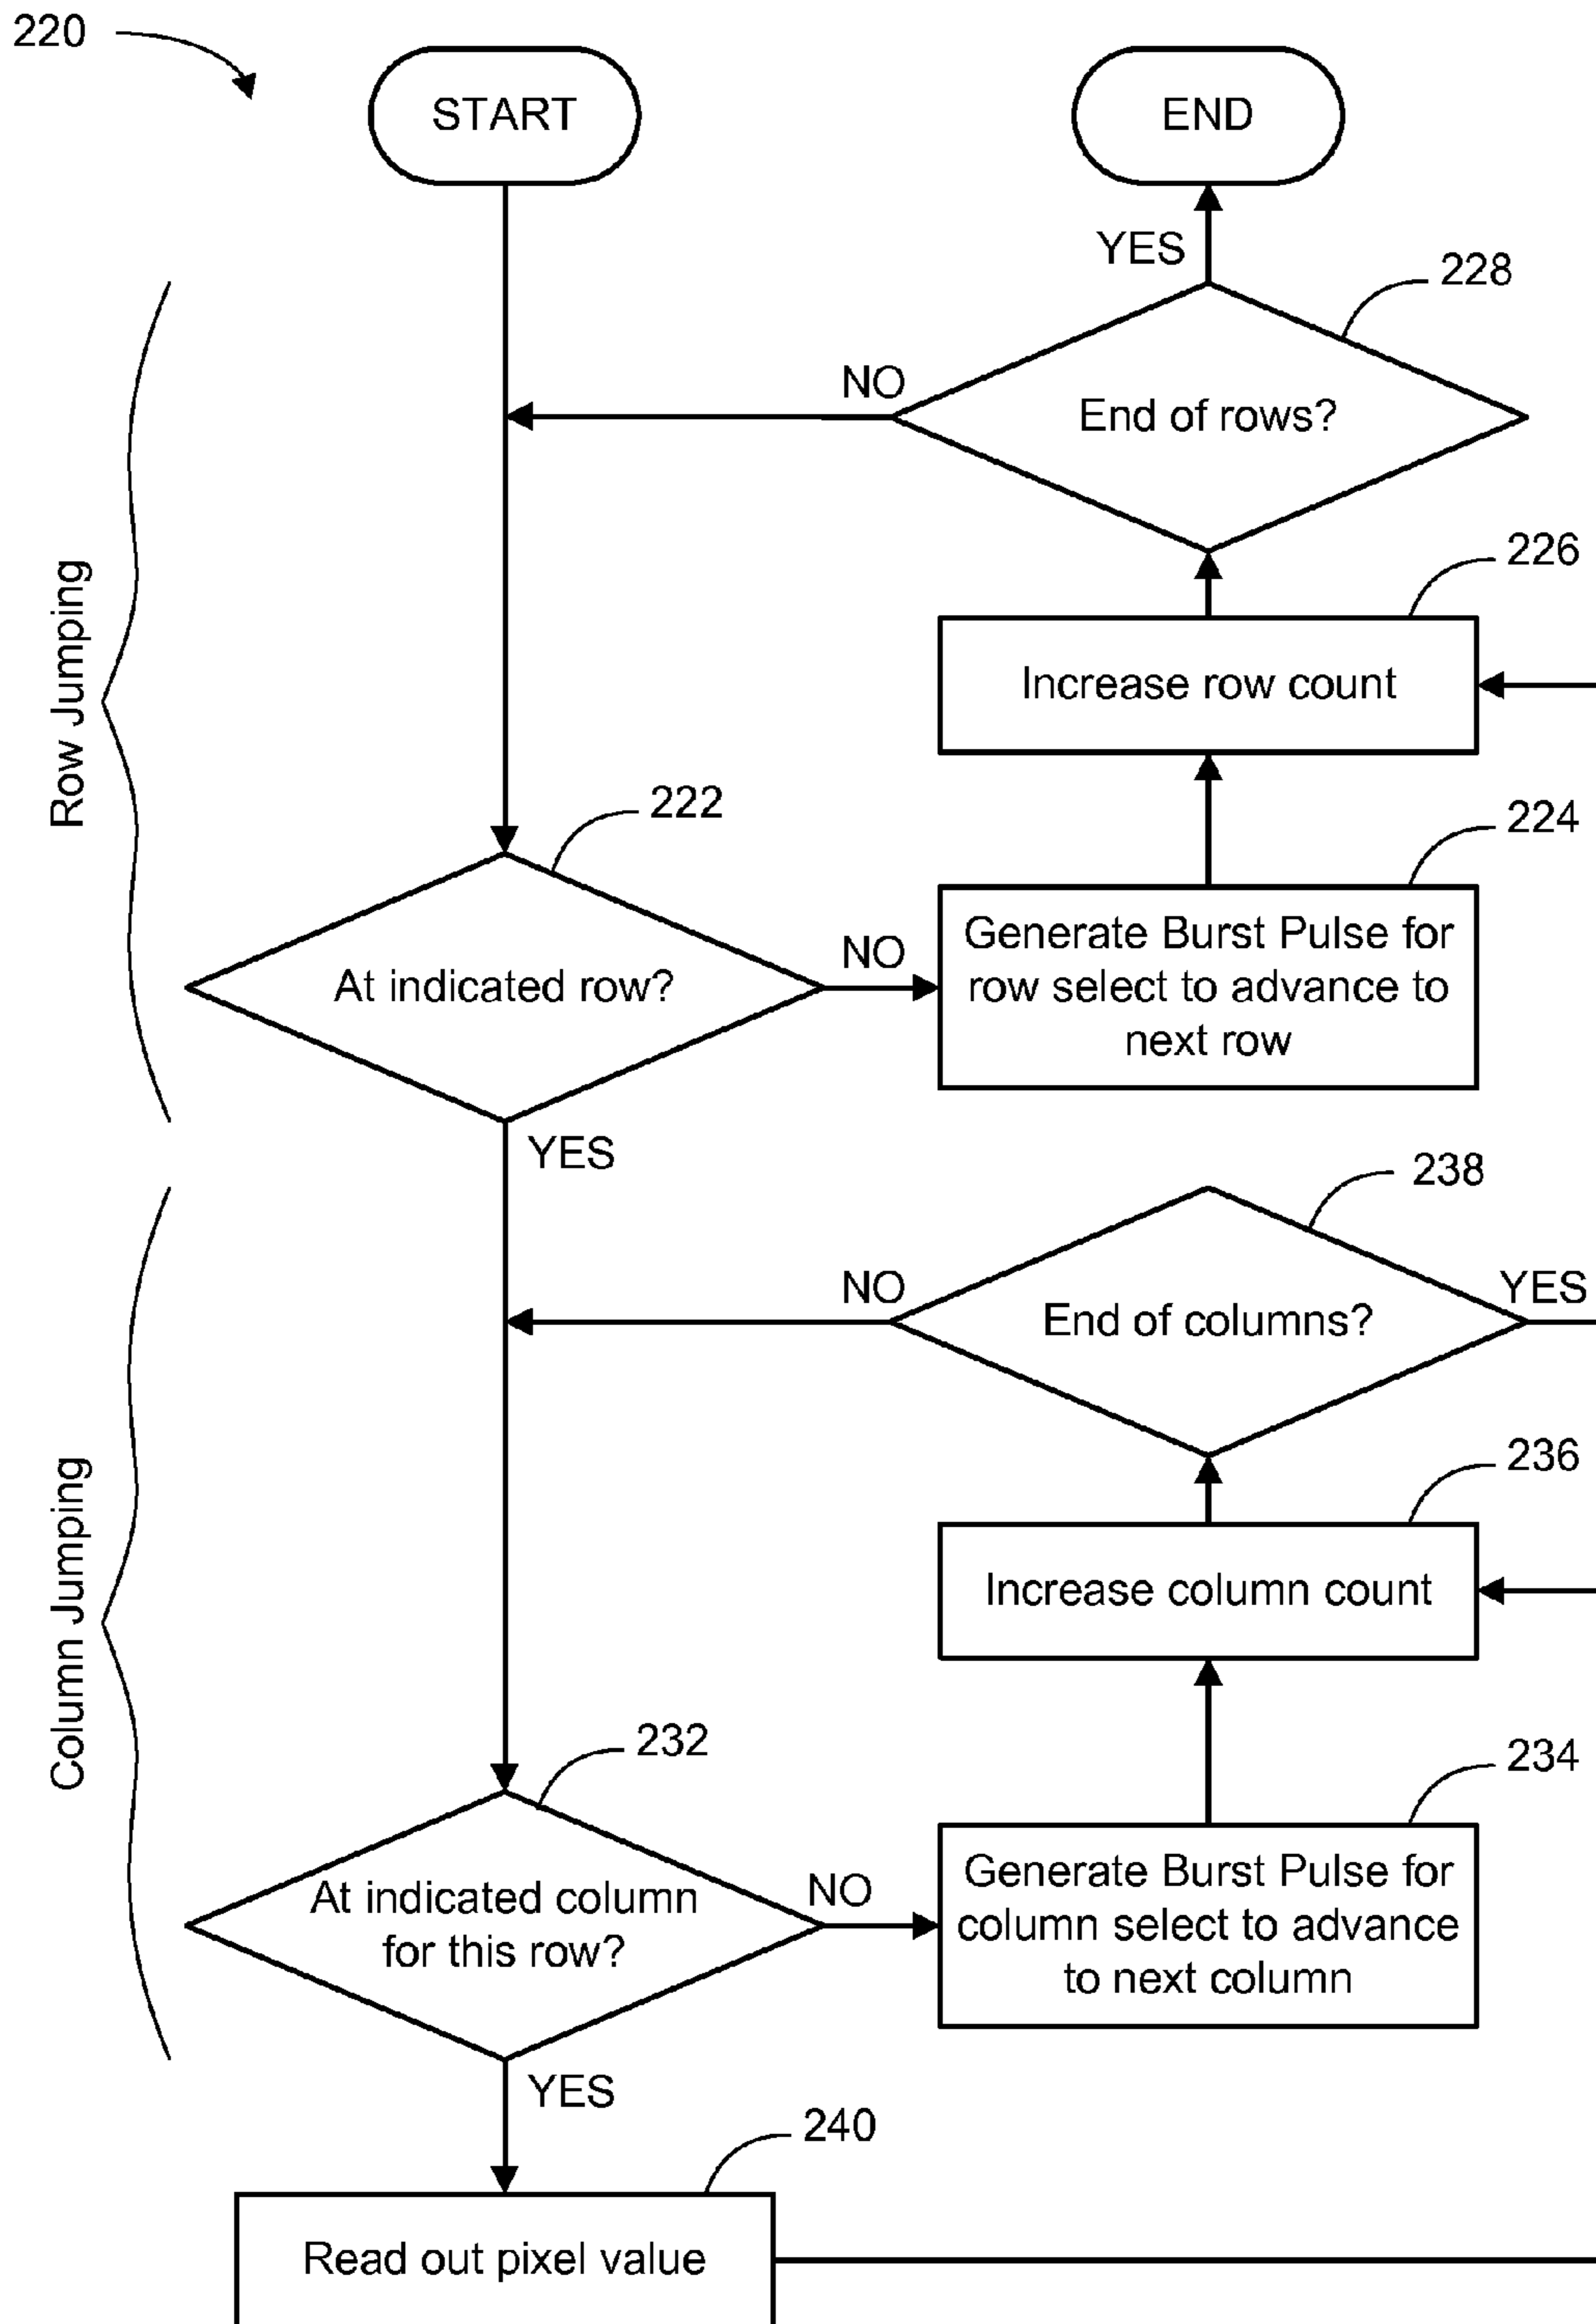 220
START
END
YES
228
NO
End of rows?
226
Increase row count
Row Jumping
222
224
At indicated row?
NO
Generate Burst Pulse for
row select to advance to
next row
YES
238
NO
End of columns?
YES
236
Increase column count
Column Jumping
232
234
At indicated column
for this row?
NO
Generate Burst Pulse for
column select to advance
to next column
YES
240
Read out pixel value